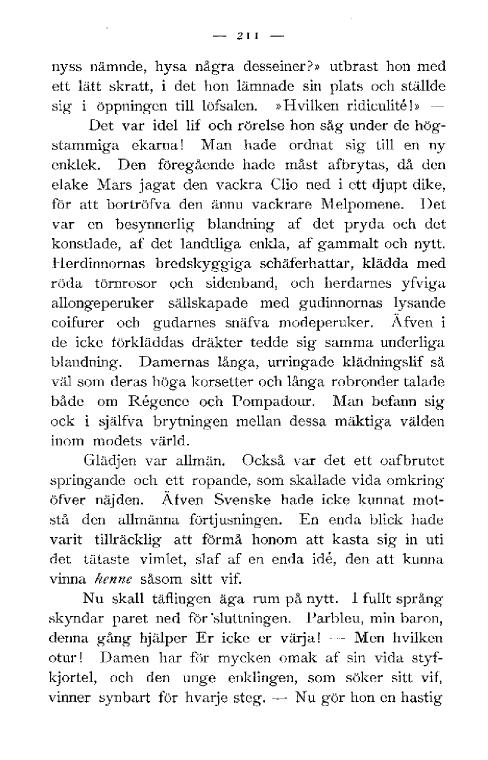 — 211 —
nyss nämnde, hysa några desseiner?» utbrast hon med
ett lätt skratt, i det hon lämnade sin plats och ställde
sig i öppningen till löfsalen. »Hvilken ridiculité!» —
Det var idel lif och rörelse hon såg under de hög-
stammiga ekarna! Man hade ordnat sig till en ny
enklek. Den föregående hade måst afbrytas, då den
elake Mars jagat den vackra Clio ned i ett djupt dike,
för att bortröfva den ännu vackrare Melpomene. Det
var en besynnerlig blandning af det pryda och det
konstlade, af det landtliga enkla, af gammalt och nytt.
Herdinnornas bredskyggiga schäferhattar, klädda med
röda törnrosor och sidenband, och herdarnes yfviga
allongeperuker sällskapade med gudinnornas lysande
coifurer och gudarnes snäfva modeperuker. Äfven i
de icke förkläddas dräkter tedde sig samma underliga
blandning. Damernas långa, urringade klädningslif så
väl som deras höga korsetter och långa robronder talade
både om Régence och Pompadour. Man befann sig
ock i själfva brytningen mellan dessa mäktiga välden
inom modets värld.
Glädjen var allmän. Också var det ett oafbrutet
springande och ett ropande, som skallade vida omkring
öfver näjden. Äfven Svenske hade icke kunnat mot-
stå den allmänna förtjusningen. En enda blick hade
varit tillräcklig att förmå honom att kasta sig in uti
det tätaste vimlet, slaf af en enda idé, den att kunna
vinna henne såsom sitt vif.
Nu skall täflingen äga rum på nytt. I fullt språng
skyndar paret ned för sluttningen. Parbleu, min baron,
denna gång hjälper Er icke er värja! — Men hvilken
otur! Damen har för mycken omak af sin vida styf-
kjortel, och den unge enklingen, som söker sitt vif,
vinner synbart för hvarje steg. — Nu gör hon en hastig